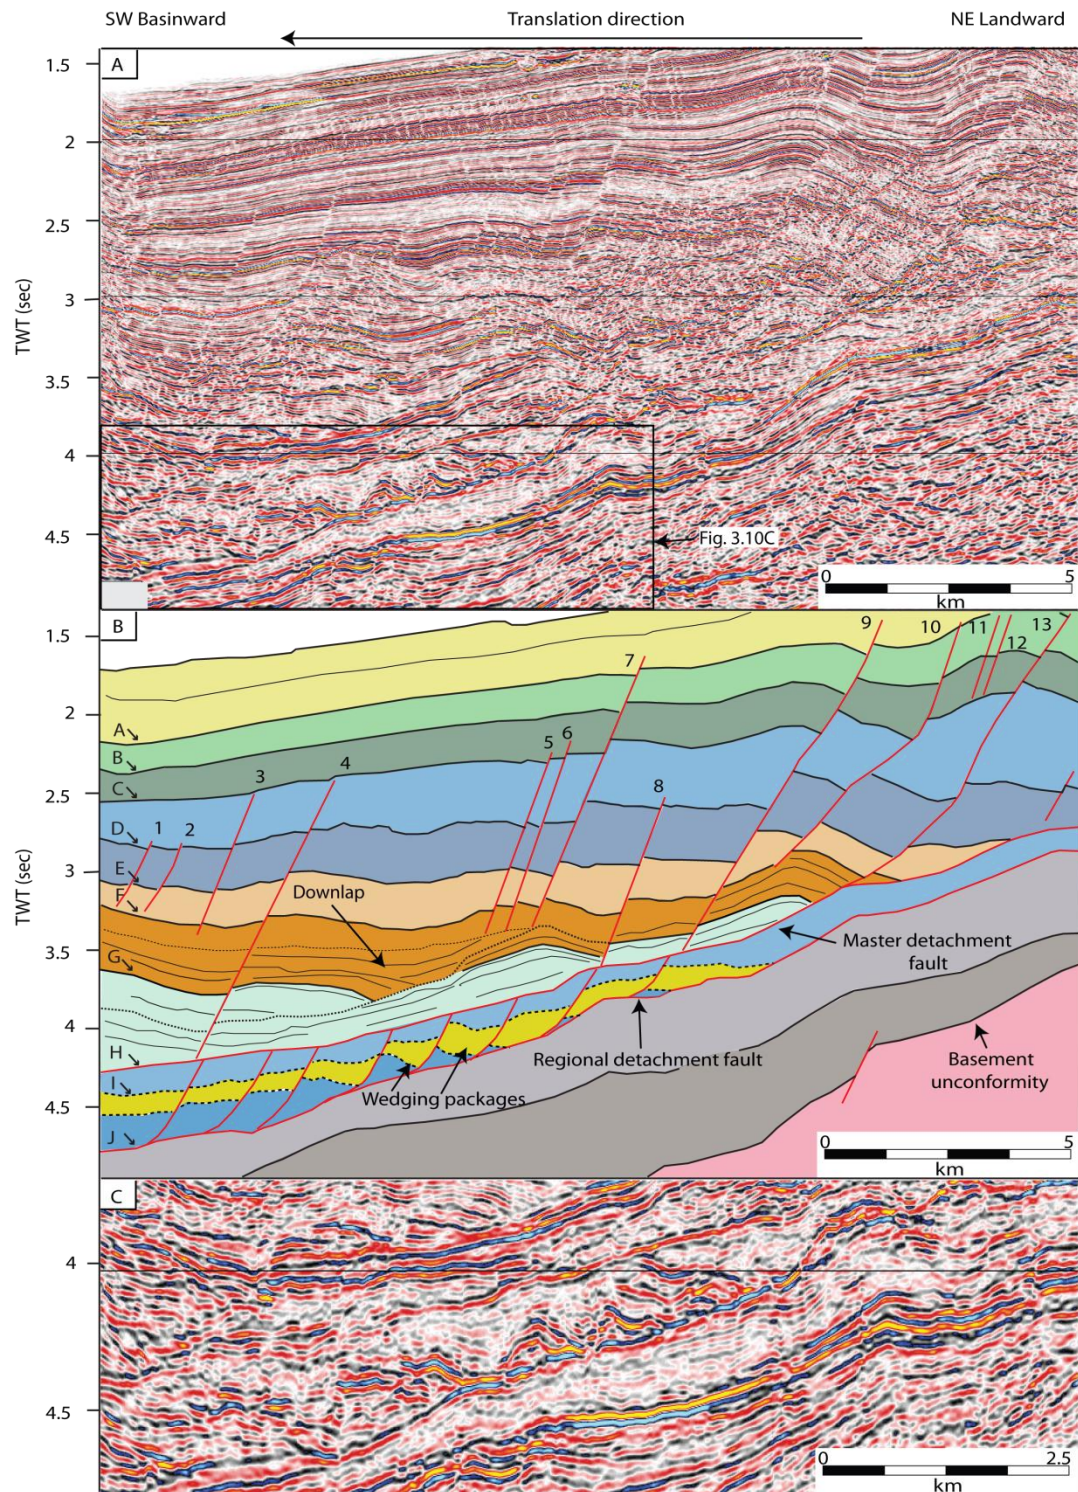 SW Basinward
Translation direction
NE Landward
A
1.5
2
2.5
3
3.5
4
4.5
TWT (sec)
Fig. 3.10C
0 5
km
B
1.5
2
2.5
3
3.5
4
4.5
TWT (sec)
A
B
C
D
E
F
G
H
I
J
1
2
3
4
5
6
7
8
9
10
11
12
13
Downlap
Master detachment
fault
Regional detachment fault
Wedging packages
Basement
unconformity
0 5
km
C
4
4.5
0 2.5
km